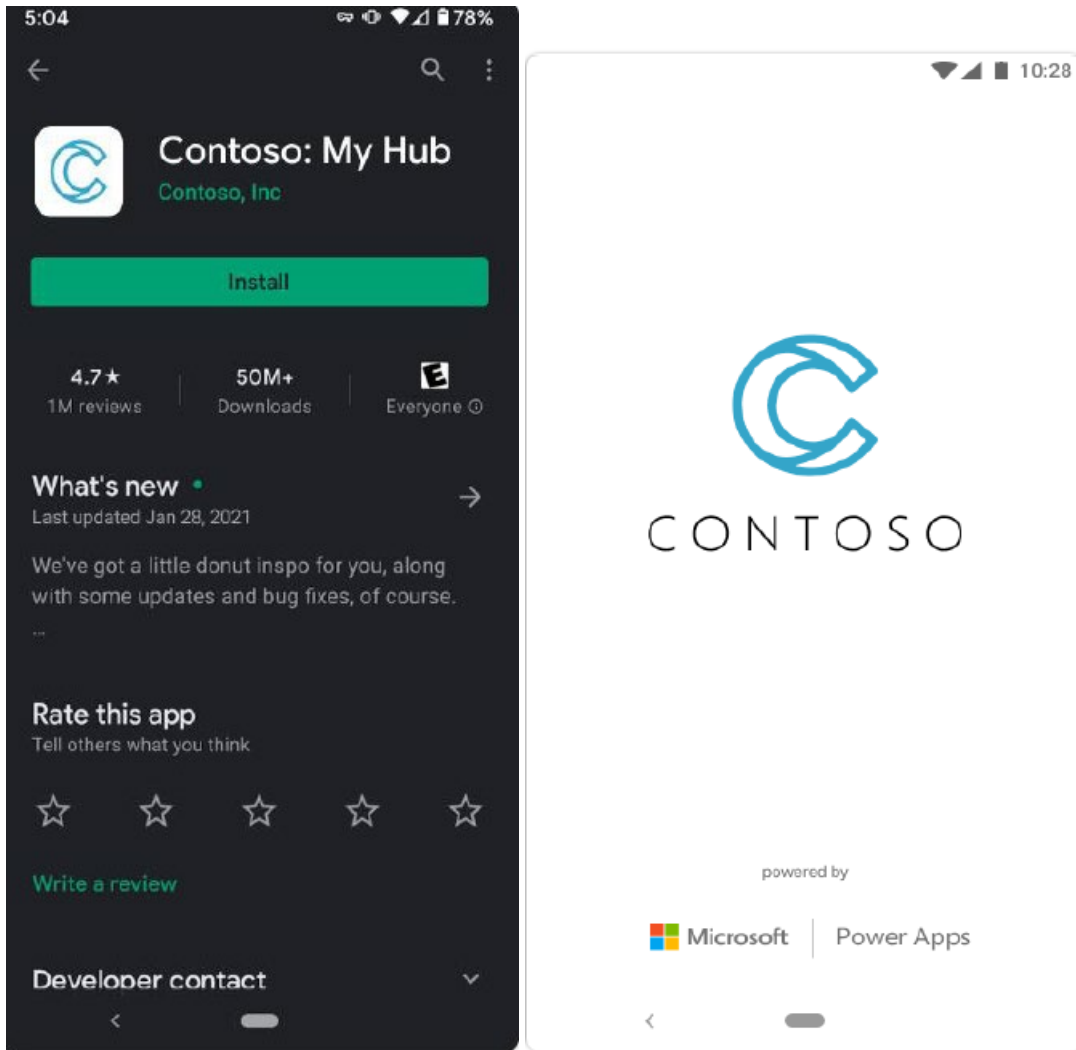 5:04
78%
Contoso: My Hub
Contoso, Inc
Install
4.7★ 50M+ E
1M reviews Downloads Everyone
What's new
Last updated Jan 28, 2021
We've got a little donut inspo for you, along
with some updates and bug fixes, of course.
...
Rate this app
Tell others what you think
Write a review
Developer contact
10:28
CONTOSO
powered by
Microsoft Power Apps